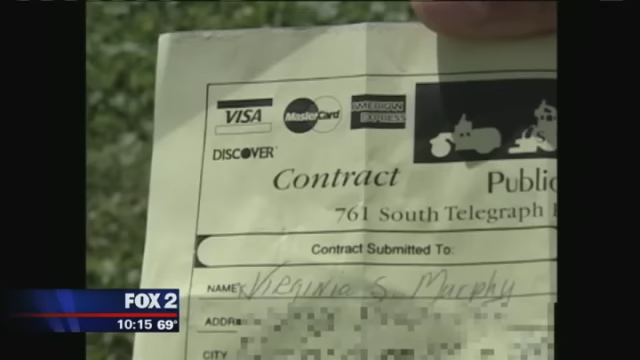 VISA MasterCard AMERICAN EXPRESS
DISCOVER
Contract Public
761 South Telegraph
Contract Submitted To:
NAME Virginia S. Murphy
ADDR
CITY
FOX 2
10:15 69°